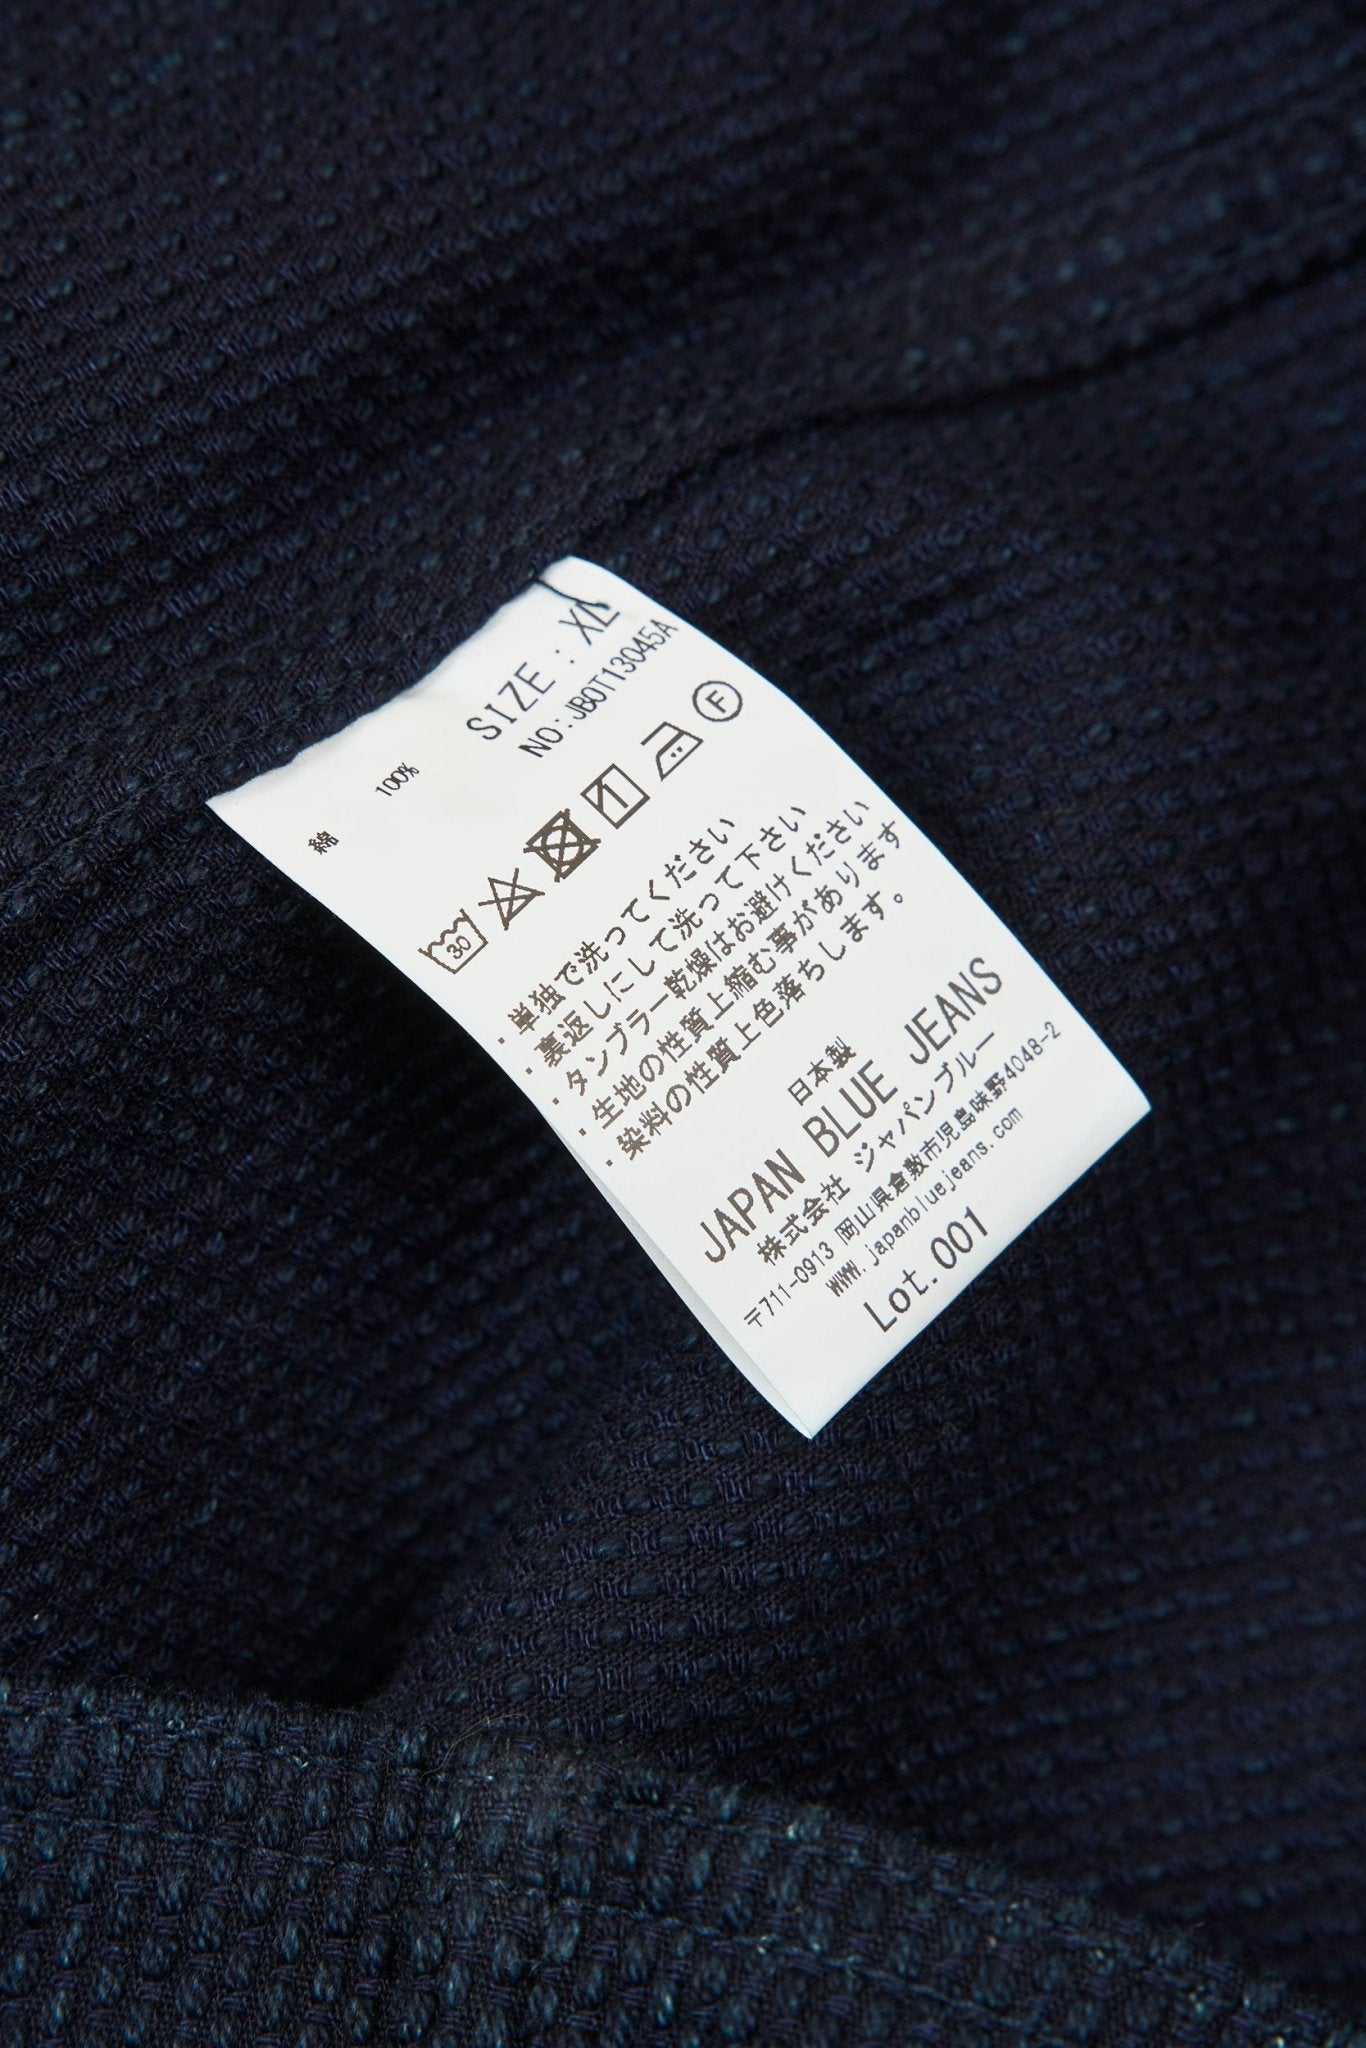 SIZE : XL
NO:JBOT13045A
綿 100%
30
1
F
・単独で洗ってください
・裏返しにして洗って下さい
・タンブラー乾燥はお避けください
・生地の性質上縮む事があります
・染料の性質上色落ちします。
日本製
JAPAN BLUE JEANS
株式会社 ジャパンブルー
〒711-0913 岡山県倉敷市児島味野4048-2
WWW.japanbluejeans.com
Lot.001